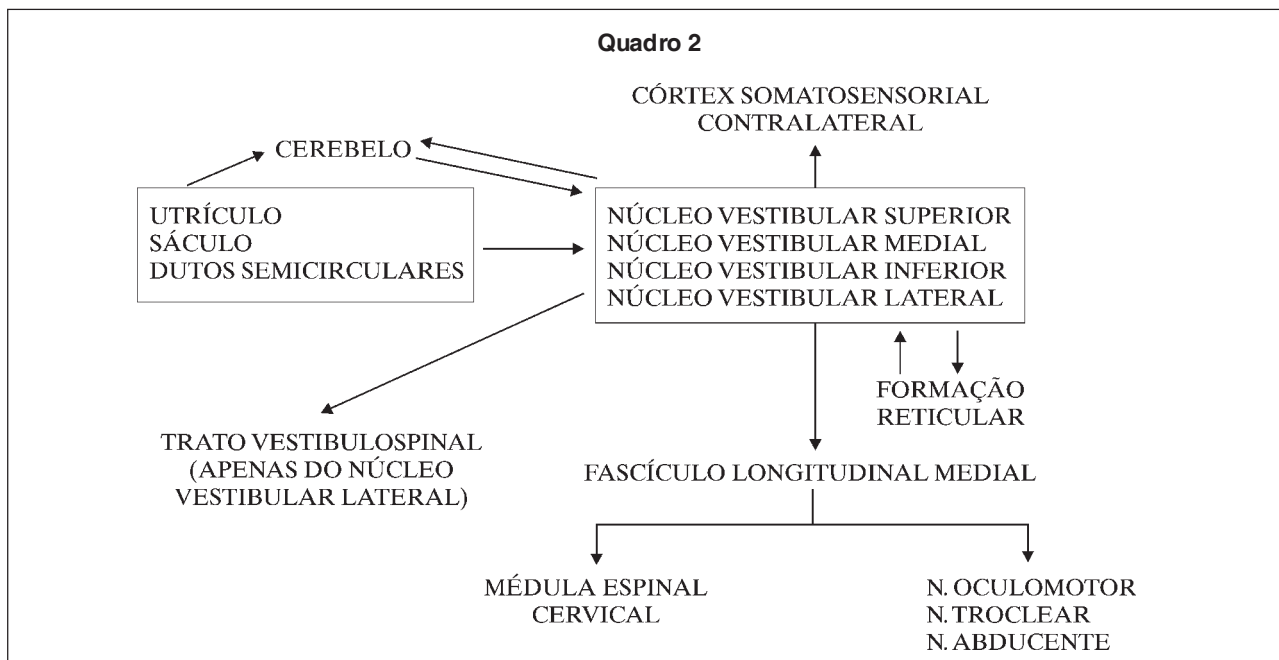 Quadro 2
CÓRTEX SOMATOSENSORIAL
CONTRALATERAL
CEREBELO
UTRÍCULO
SÁCULO
DUTOS SEMICIRCULARES
NÚCLEO VESTIBULAR SUPERIOR
NÚCLEO VESTIBULAR MEDIAL
NÚCLEO VESTIBULAR INFERIOR
NÚCLEO VESTIBULAR LATERAL
FORMAÇÃO
RETICULAR
TRATO VESTIBULOSPINAL
(APENAS DO NÚCLEO
VESTIBULAR LATERAL)
FASCÍCULO LONGITUDINAL MEDIAL
MÉDULA ESPINAL
CERVICAL
N. OCULOMOTOR
N. TROCLEAR
N. ABDUCENTE